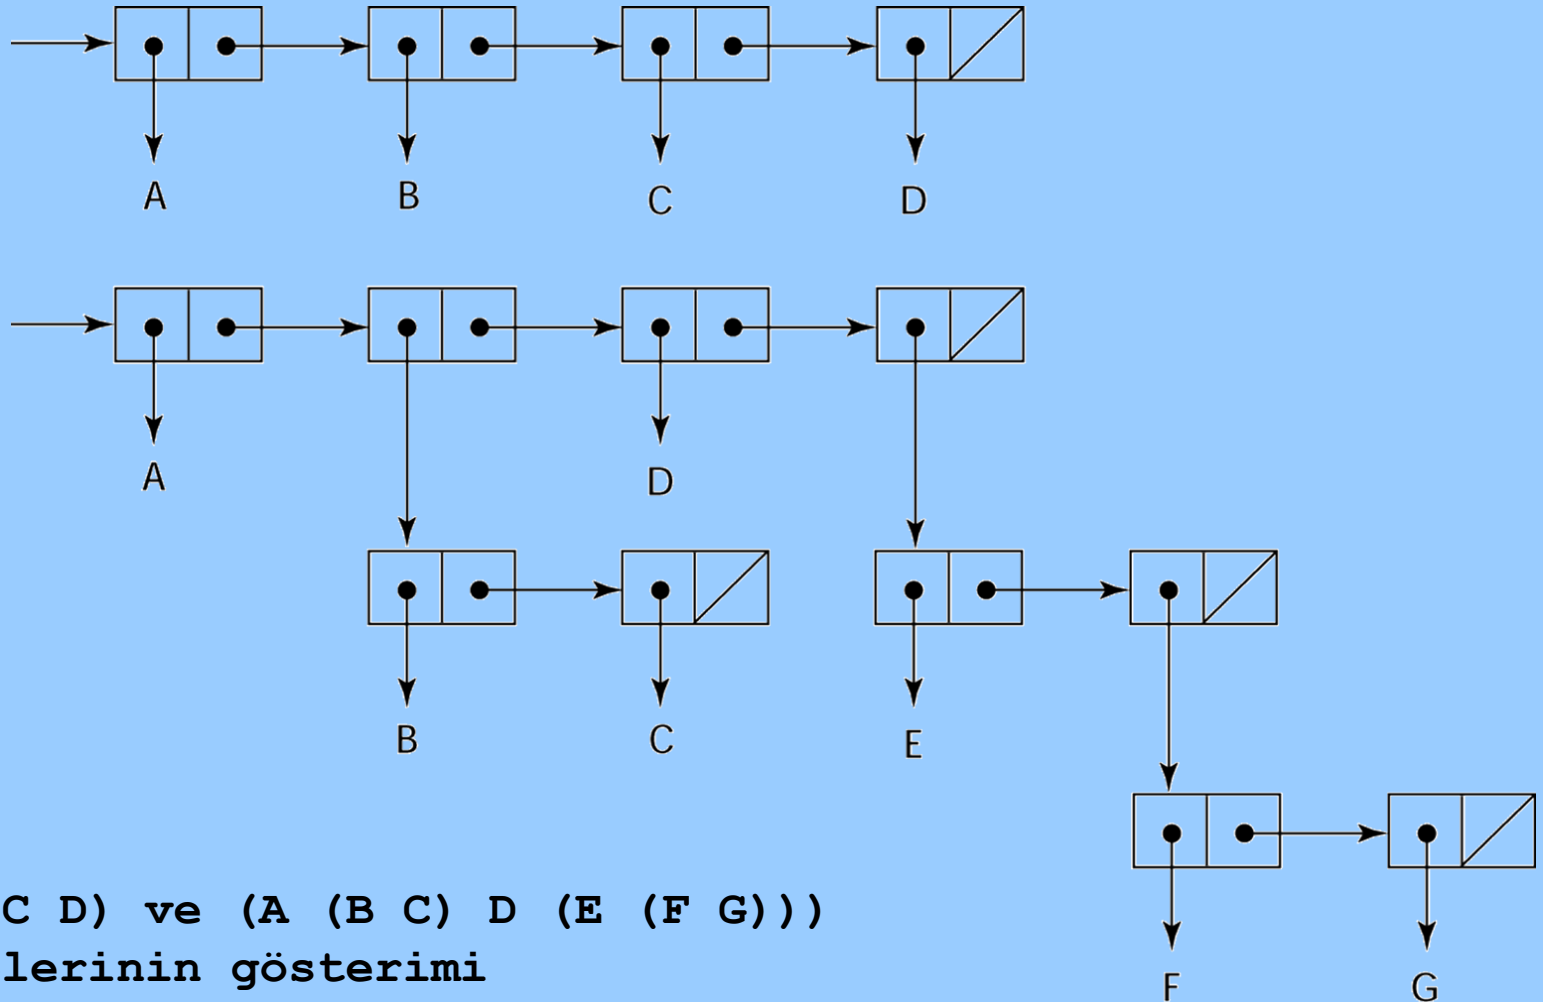 A B C D
A D
B C E
C D) ve (A (B C) D (E (F G)))
lerinin gösterimi
F G